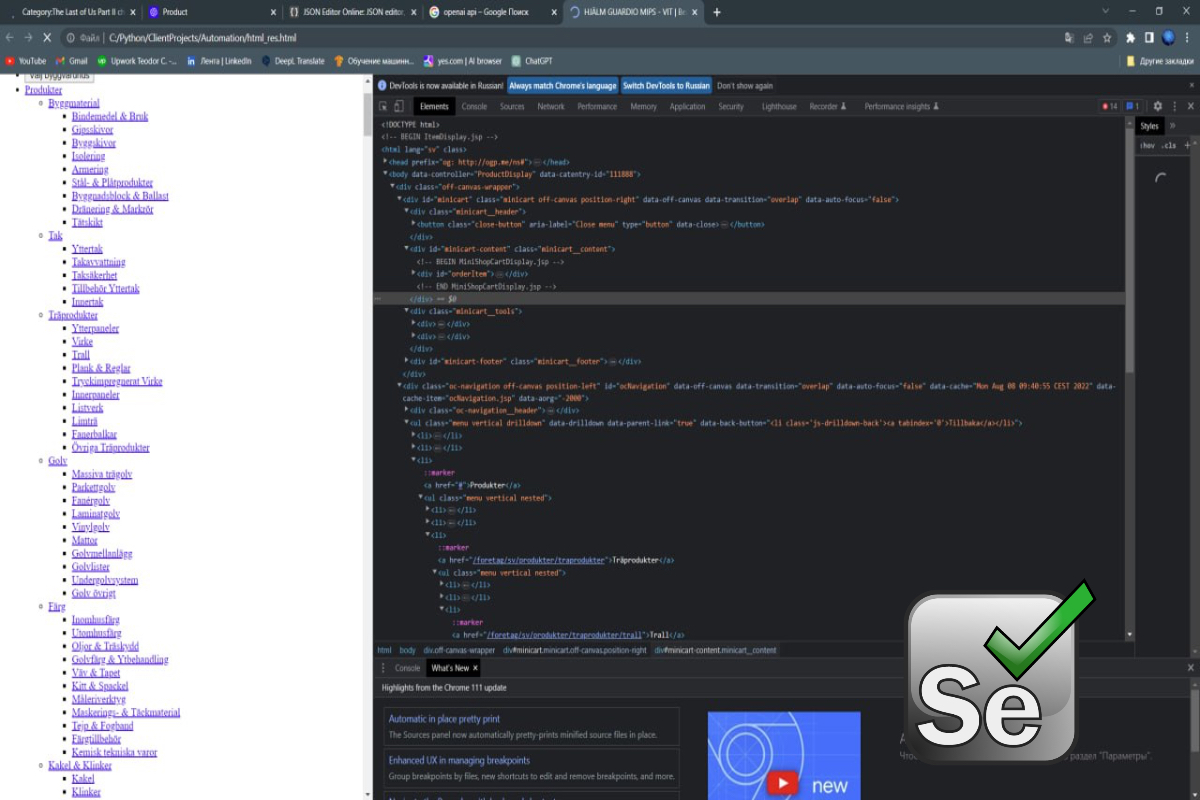 Category:The Last of Us Part II ch
Product
JSON Editor Online: JSON editor,
openai api – Google Поиск
HJÄLM GUARDIO MIPS - VIT | Be
Файл | C:/Python/ClientProjects/Automation/html_res.html
YouTube
Gmail
Upwork Teodor C. -...
Лента | LinkedIn
DeepL Translate
Обучение машинн...
yes.com | AI browser
ChatGPT
Другие закладки
Välj byggvaruhus
Produkter
Byggmaterial
Bindemedel & Bruk
Gipsskivor
Byggskivor
Isolering
Armering
Stål- & Plåtprodukter
Byggnadsblock & Ballast
Dränering & Markrör
Tätskikt
Tak
Yttertak
Takavvattning
Taksäkerhet
Tillbehör Yttertak
Innertak
Träprodukter
Ytterpaneler
Virke
Trall
Plank & Reglar
Tryckimpregnerat Virke
Innerpaneler
Listverk
Limträ
Fanerbalkar
Övriga Träprodukter
Golv
Massiva trägolv
Parkettgolv
Fanérgolv
Laminatgolv
Vinylgolv
Mattor
Golvmellanlägg
Golvlister
Undergolvsystem
Golv övrigt
Färg
Inomhusfärg
Utomhusfärg
Oljor & Träskydd
Golvfärg & Ytbehandling
Väv & Tapet
Kitt & Spackel
Måleriverktyg
Maskerings- & Täckmaterial
Tejp & Fogband
Färgtillbehör
Kemisk tekniska varor
Kakel & Klinker
Kakel
Klinker
DevTools is now available in Russian! Always match Chrome's language Switch DevTools to Russian Don't show again
Elements Console Sources Network Performance Memory Application Security Lighthouse Recorder Performance insights 14 1
<!DOCTYPE html>
<!-- BEGIN ItemDisplay.jsp -->
<html lang="sv" class>
<head prefix="og: http://ogp.me/ns#">…</head>
<body data-controller="ProductDisplay" data-catentry-id="111888">
<div class="off-canvas-wrapper">
<div id="minicart" class="minicart off-canvas position-right" data-off-canvas data-transition="overlap" data-auto-focus="false">
<div class="minicart__header">
<button class="close-button" aria-label="Close menu" type="button" data-close>…</button>
</div>
<div id="minicart-content" class="minicart__content">
<!-- BEGIN MiniShopCartDisplay.jsp -->
<div id="orderItem">…</div>
<!-- END MiniShopCartDisplay.jsp -->
</div> == $0
<div class="minicart__tools">
<div>…</div>
<div>…</div>
</div>
<div id="minicart-footer" class="minicart__footer">…</div>
</div>
<div class="oc-navigation off-canvas position-left" id="ocNavigation" data-off-canvas data-transition="overlap" data-auto-focus="false" data-cache="Mon Aug 08 09:40:55 CEST 2022" data-
cache-item="ocNavigation.jsp" data-aorg="-2000">
<div class="oc-navigation__header">…</div>
<ul class="menu vertical drilldown" data-drilldown data-parent-link="true" data-back-button="<li class='js-drilldown-back'><a tabindex='0'>Tillbaka</a></li>">
<li>…</li>
<li>…</li>
<li>
::marker
<a href="#">Produkter</a>
<ul class="menu vertical nested">
<li>…</li>
<li>…</li>
<li>
::marker
<a href="/foretag/sv/produkter/traprodukter">Träprodukter</a>
<ul class="menu vertical nested">
<li>…</li>
<li>…</li>
<li>
::marker
<a href="/foretag/sv/produkter/traprodukter/trall">Trall</a>
Styles »
:hov .cls +
html body div.off-canvas-wrapper div#minicart.minicart.off-canvas.position-right div#minicart-content.minicart__content
Console What's New ×
Highlights from the Chrome 111 update
Automatic in place pretty print
The Sources panel now automatically pretty-prints minified source files in place.
Enhanced UX in managing breakpoints
Group breakpoints by files, new shortcuts to edit and remove breakpoints, and more.
new
Se
раздел "Параметры".